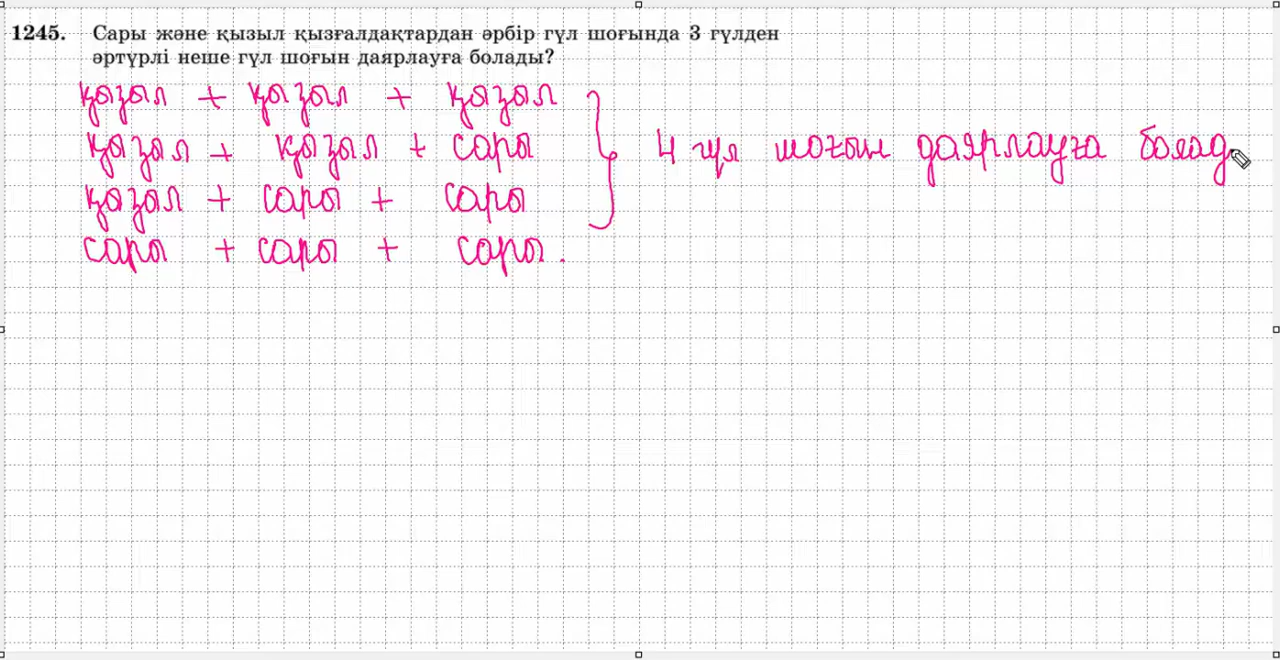 1245. Сары және қызыл қызғалдақтардан әрбір гүл шоғында 3 гүлден
әртүрлі неше гүл шоғын даярлауға болады?
қызыл + қызыл + қызыл
қызыл + қызыл + сары
қызыл + сары + сары
сары + сары + сары.
4 гүл шоғын даярлауға болад